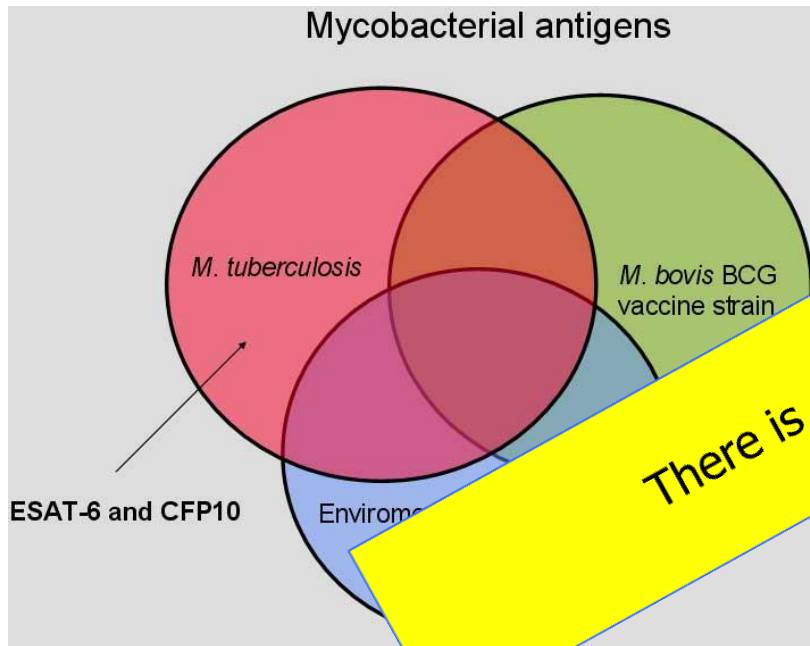 Mycobacterial antigens
M. tuberculosis
M. bovis BCG
vaccine strain
ESAT-6 and CFP10
There is